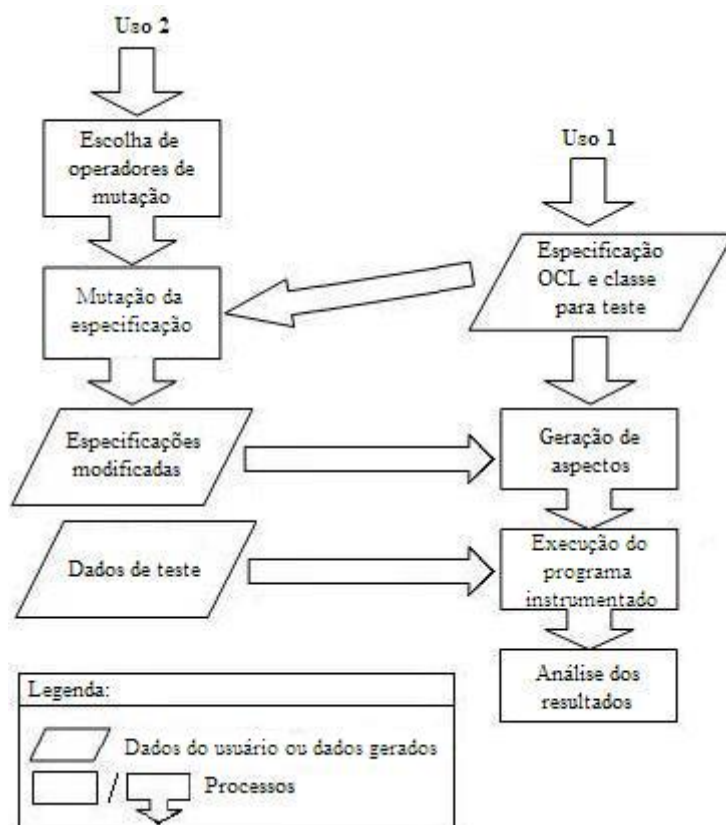 Uso 2
Escolha de
operadores de
mutação
Mutação da
especificação
Especificações
modificadas
Dados de teste
Uso 1
Especificação
OCL e classe
para teste
Geração de
aspectos
Execução do
programa
instrumentado
Análise dos
resultados
Legenda:
Dados do usuário ou dados gerados
/ Processos